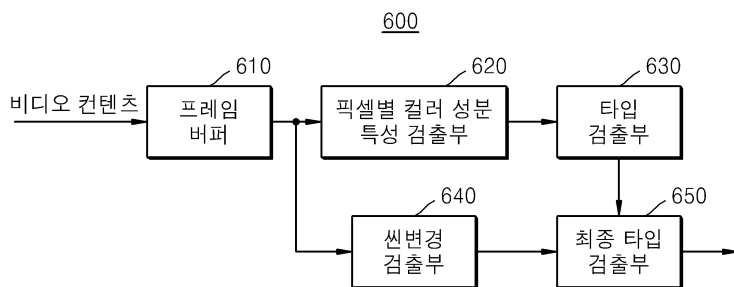 600
610
620
630
비디오 컨텐츠
프레임
버퍼
픽셀별 컬러 성분
특성 검출부
타입
검출부
640
650
씬변경
검출부
최종 타입
검출부